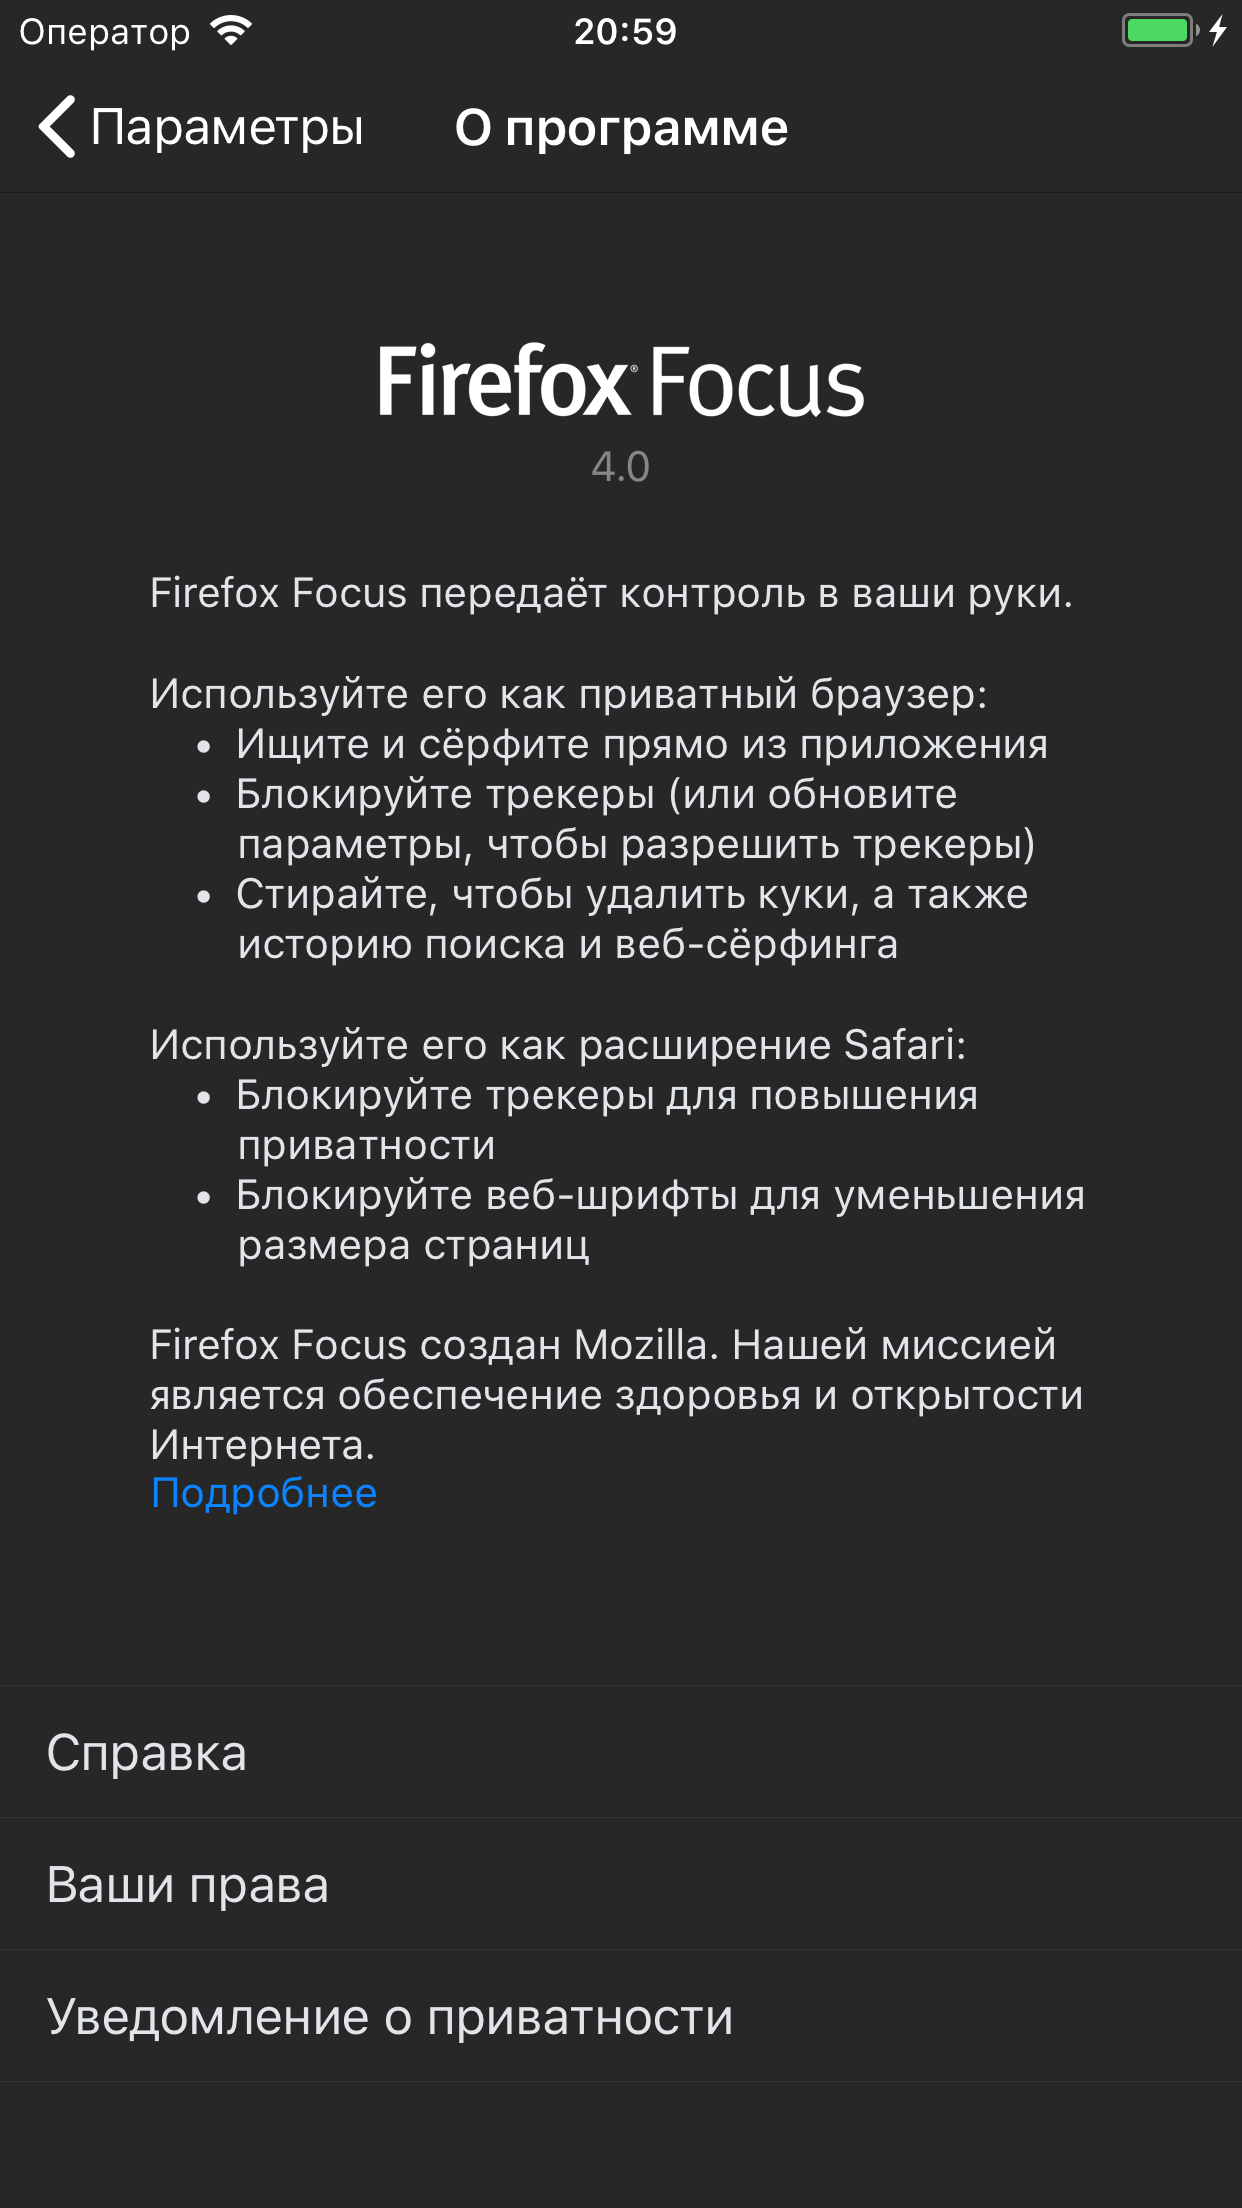 Оператор 20:59
Параметры О программе
Firefox® Focus
4.0
Firefox Focus передаёт контроль в ваши руки.
Используйте его как приватный браузер:
• Ищите и сёрфите прямо из приложения
• Блокируйте трекеры (или обновите
параметры, чтобы разрешить трекеры)
• Стирайте, чтобы удалить куки, а также
историю поиска и веб-сёрфинга
Используйте его как расширение Safari:
• Блокируйте трекеры для повышения
приватности
• Блокируйте веб-шрифты для уменьшения
размера страниц
Firefox Focus создан Mozilla. Нашей миссией
является обеспечение здоровья и открытости
Интернета.
Подробнее
Справка
Ваши права
Уведомление о приватности